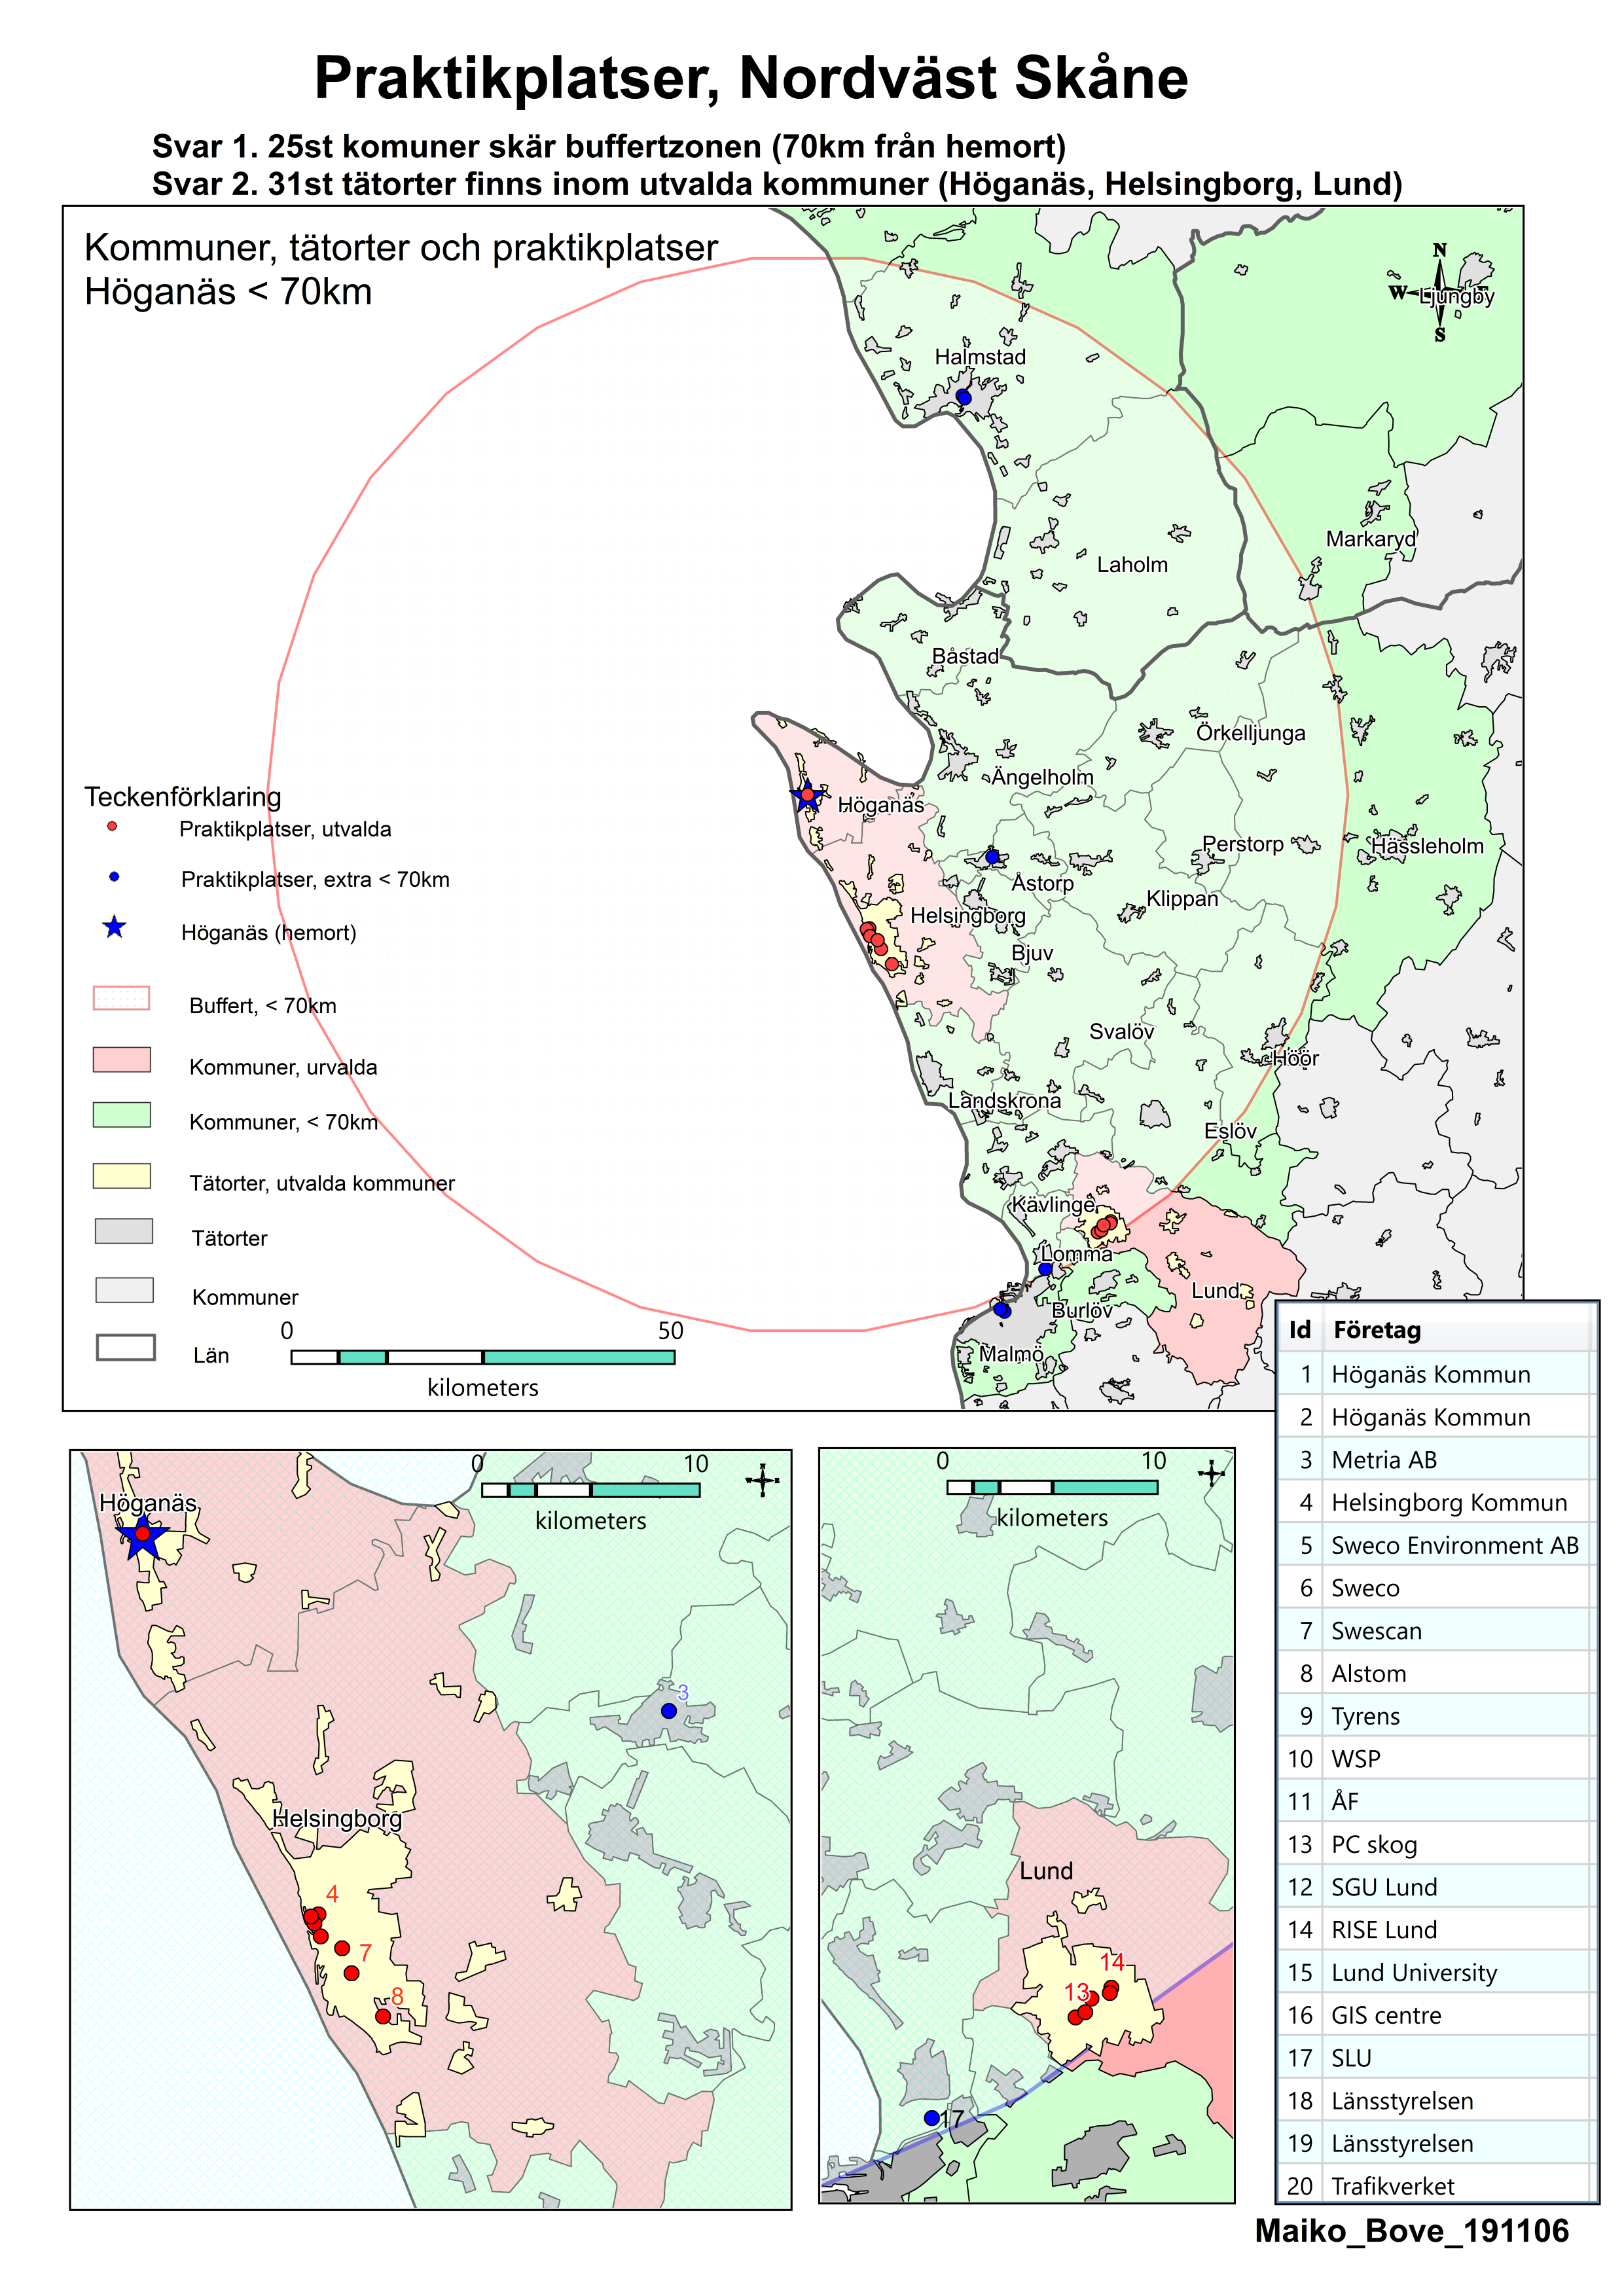 Praktikplatser, Nordväst Skåne
Svar 1. 25st komuner skär buffertzonen (70km från hemort)
Svar 2. 31st tätorter finns inom utvalda kommuner (Höganäs, Helsingborg, Lund)
Kommuner, tätorter och praktikplatser
Höganäs < 70km
N
W
E
S
Ljungby
Halmstad
Markaryd
Laholm
Båstad
Örkelljunga
Ängelholm
Höganäs
Perstorp
Hässleholm
Åstorp
Klippan
Helsingborg
Bjuv
Svalöv
Höör
Landskrona
Eslöv
Kävlinge
Lomma
Lund
Burlöv
Malmö
Teckenförklaring
Praktikplatser, utvalda
Praktikplatser, extra < 70km
Höganäs (hemort)
Buffert, < 70km
Kommuner, urvalda
Kommuner, < 70km
Tätorter, utvalda kommuner
Tätorter
Kommuner
Län
0 50
kilometers
Höganäs
0 10
kilometers
3
Helsingborg
4
7
8
0 10
kilometers
Lund
14
13
17
Id Företag
1 Höganäs Kommun
2 Höganäs Kommun
3 Metria AB
4 Helsingborg Kommun
5 Sweco Environment AB
6 Sweco
7 Swescan
8 Alstom
9 Tyrens
10 WSP
11 ÅF
13 PC skog
12 SGU Lund
14 RISE Lund
15 Lund University
16 GIS centre
17 SLU
18 Länsstyrelsen
19 Länsstyrelsen
20 Trafikverket
Maiko_Bove_191106